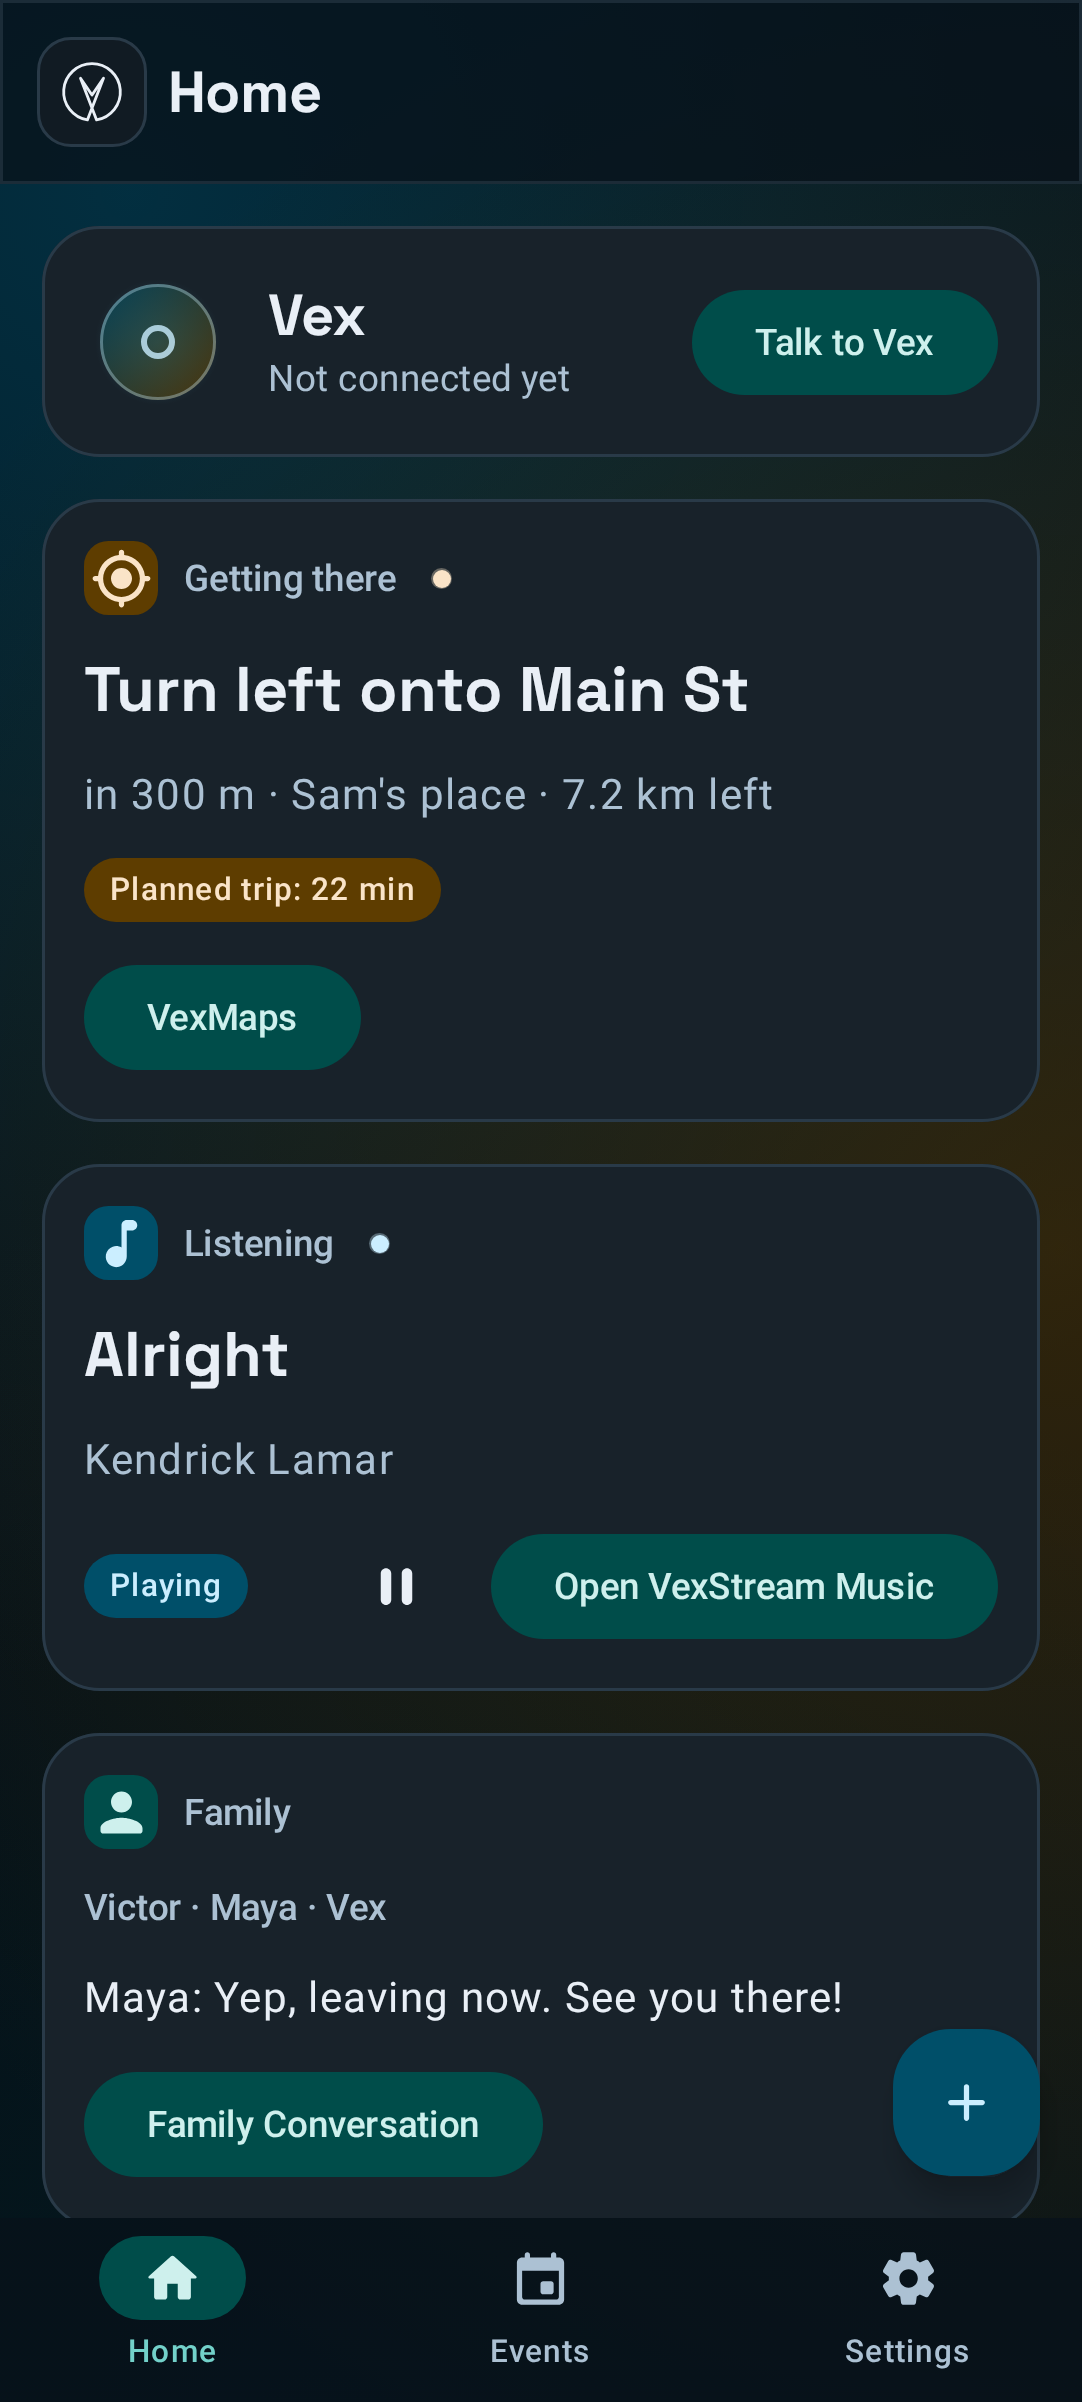 Home
Vex
Not connected yet
Talk to Vex
Getting there
Turn left onto Main St
in 300 m · Sam's place · 7.2 km left
Planned trip: 22 min
VexMaps
Listening
Alright
Kendrick Lamar
Playing
Open VexStream Music
Family
Victor · Maya · Vex
Maya: Yep, leaving now. See you there!
Family Conversation
Home
Events
Settings